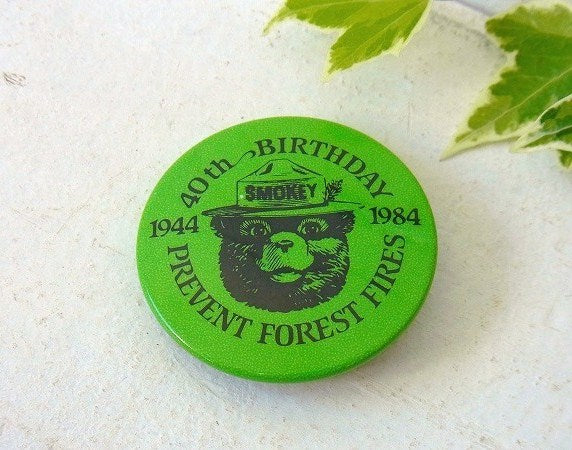 40th BIRTHDAY
SMOKEY
1944 1984
PREVENT FOREST FIRES